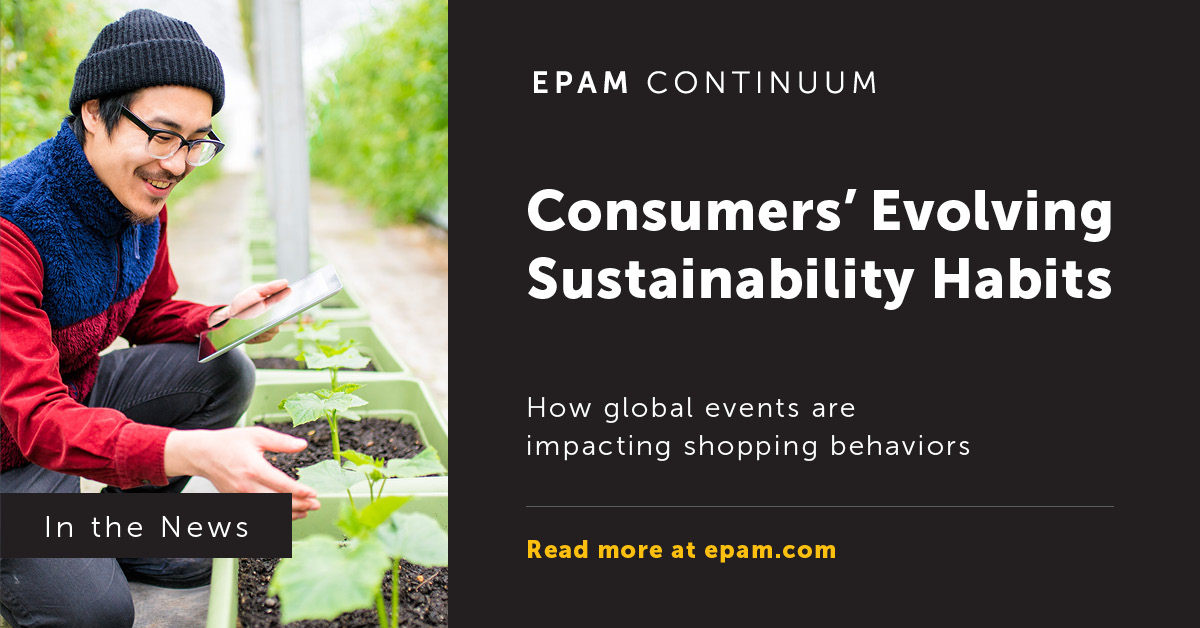 EPAM CONTINUUM
Consumers’ Evolving
Sustainability Habits
How global events are
impacting shopping behaviors
In the News
Read more at epam.com